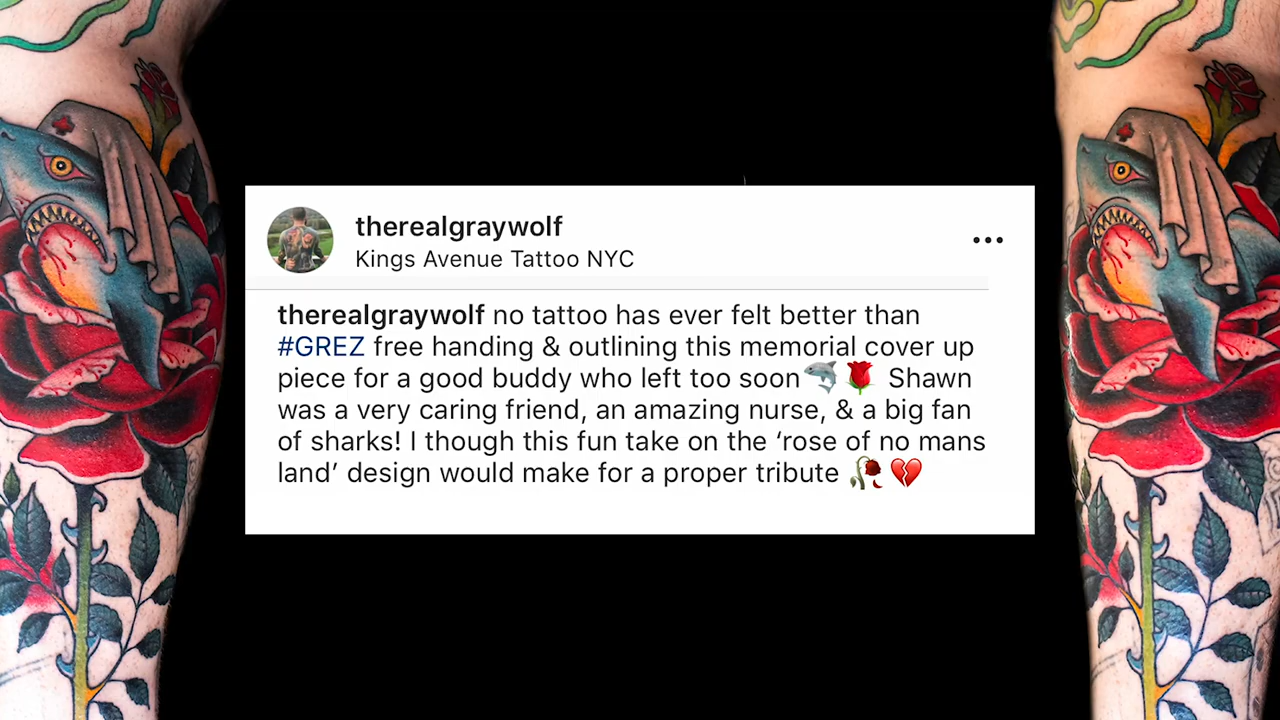 therealgraywolf
Kings Avenue Tattoo NYC
therealgraywolf no tattoo has ever felt better than
#GREZ free handing & outlining this memorial cover up
piece for a good buddy who left too soon🦈🌹 Shawn
was a very caring friend, an amazing nurse, & a big fan
of sharks! I though this fun take on the ‘rose of no mans
land’ design would make for a proper tribute 🥀💔